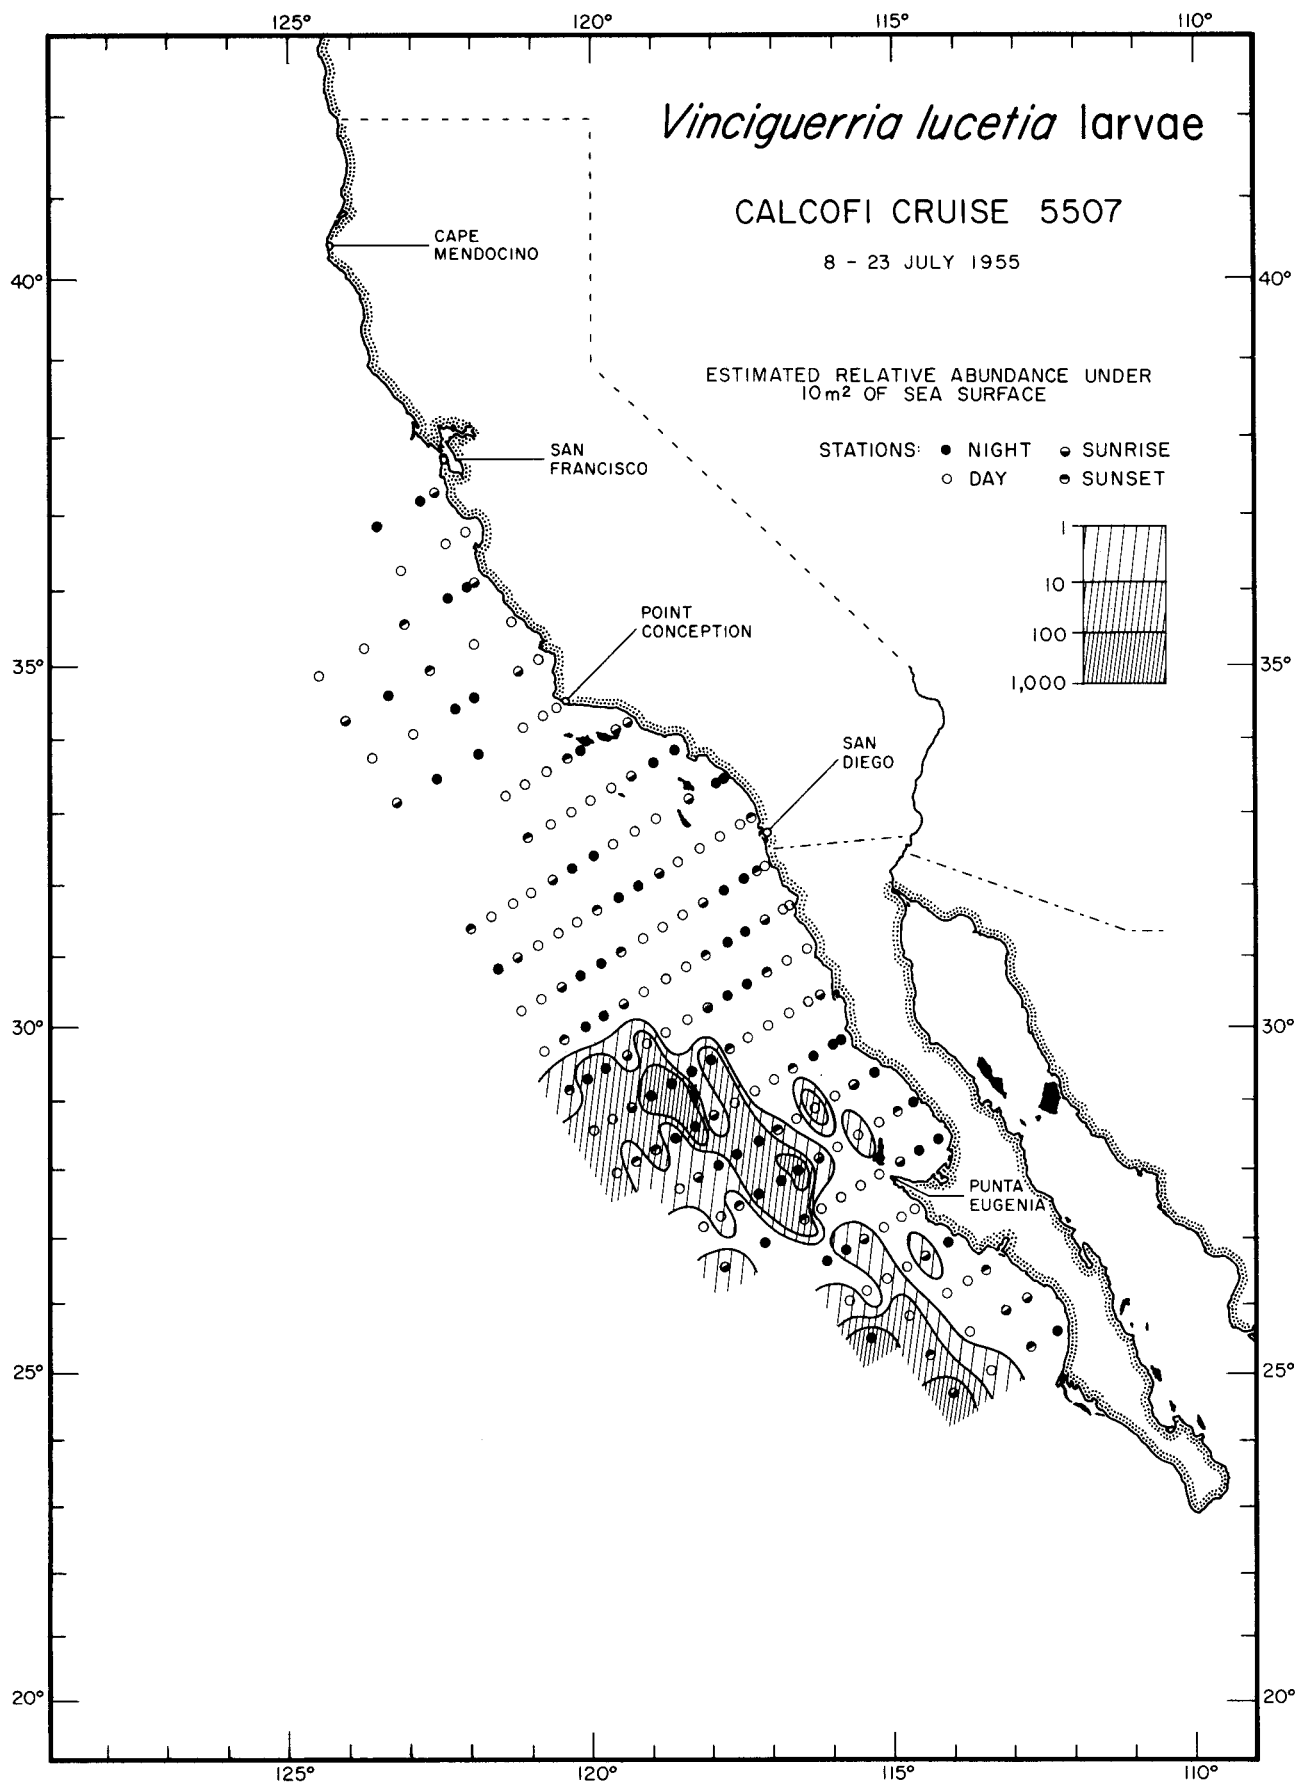 125° 120° 115° 110°
Vinciguerria lucetia larvae
CALCOFI CRUISE 5507
8 - 23 JULY 1955
CAPE
MENDOCINO
40° 40°
ESTIMATED RELATIVE ABUNDANCE UNDER
10m² OF SEA SURFACE
STATIONS: NIGHT SUNRISE
DAY SUNSET
SAN
FRANCISCO
1
10
100
1,000
POINT
CONCEPTION
35° 35°
SAN
DIEGO
30° 30°
PUNTA
EUGENIA
25° 25°
20° 20°
125° 120° 115° 110°